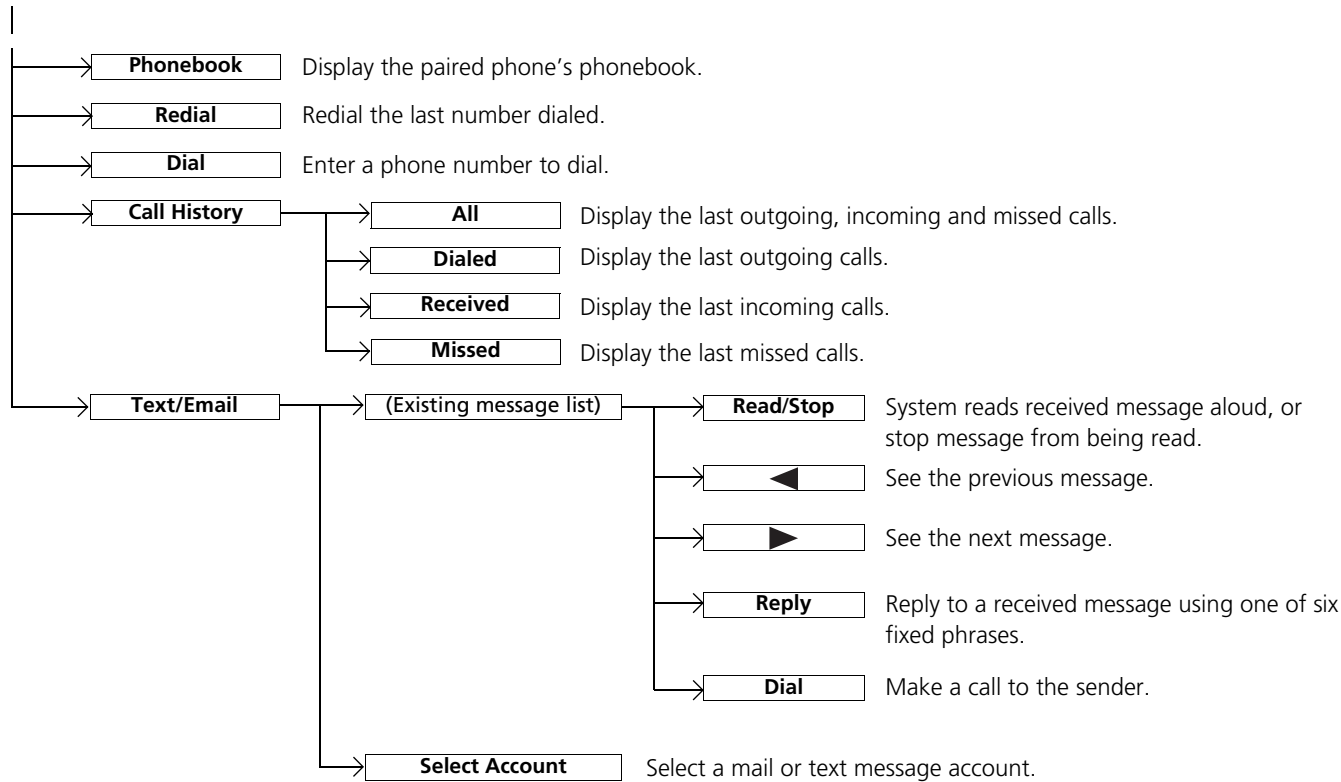 Phonebook Display the paired phone’s phonebook.
Redial Redial the last number dialed.
Dial Enter a phone number to dial.
Call History All Display the last outgoing, incoming and missed calls.
Dialed Display the last outgoing calls.
Received Display the last incoming calls.
Missed Display the last missed calls.
Text/Email (Existing message list) Read/Stop System reads received message aloud, or
stop message from being read.
See the previous message.
See the next message.
Reply Reply to a received message using one of six
fixed phrases.
Dial Make a call to the sender.
Select Account Select a mail or text message account.